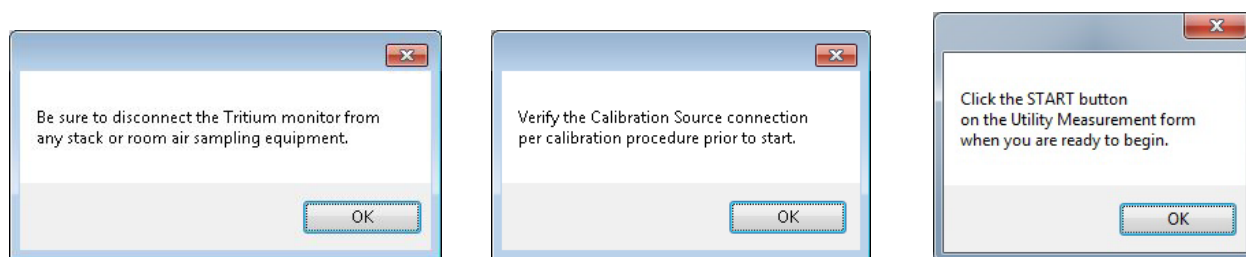 Be sure to disconnect the Tritium monitor from
any stack or room air sampling equipment.
OK
Verify the Calibration Source connection
per calibration procedure prior to start.
OK
Click the START button
on the Utility Measurement form
when you are ready to begin.
OK